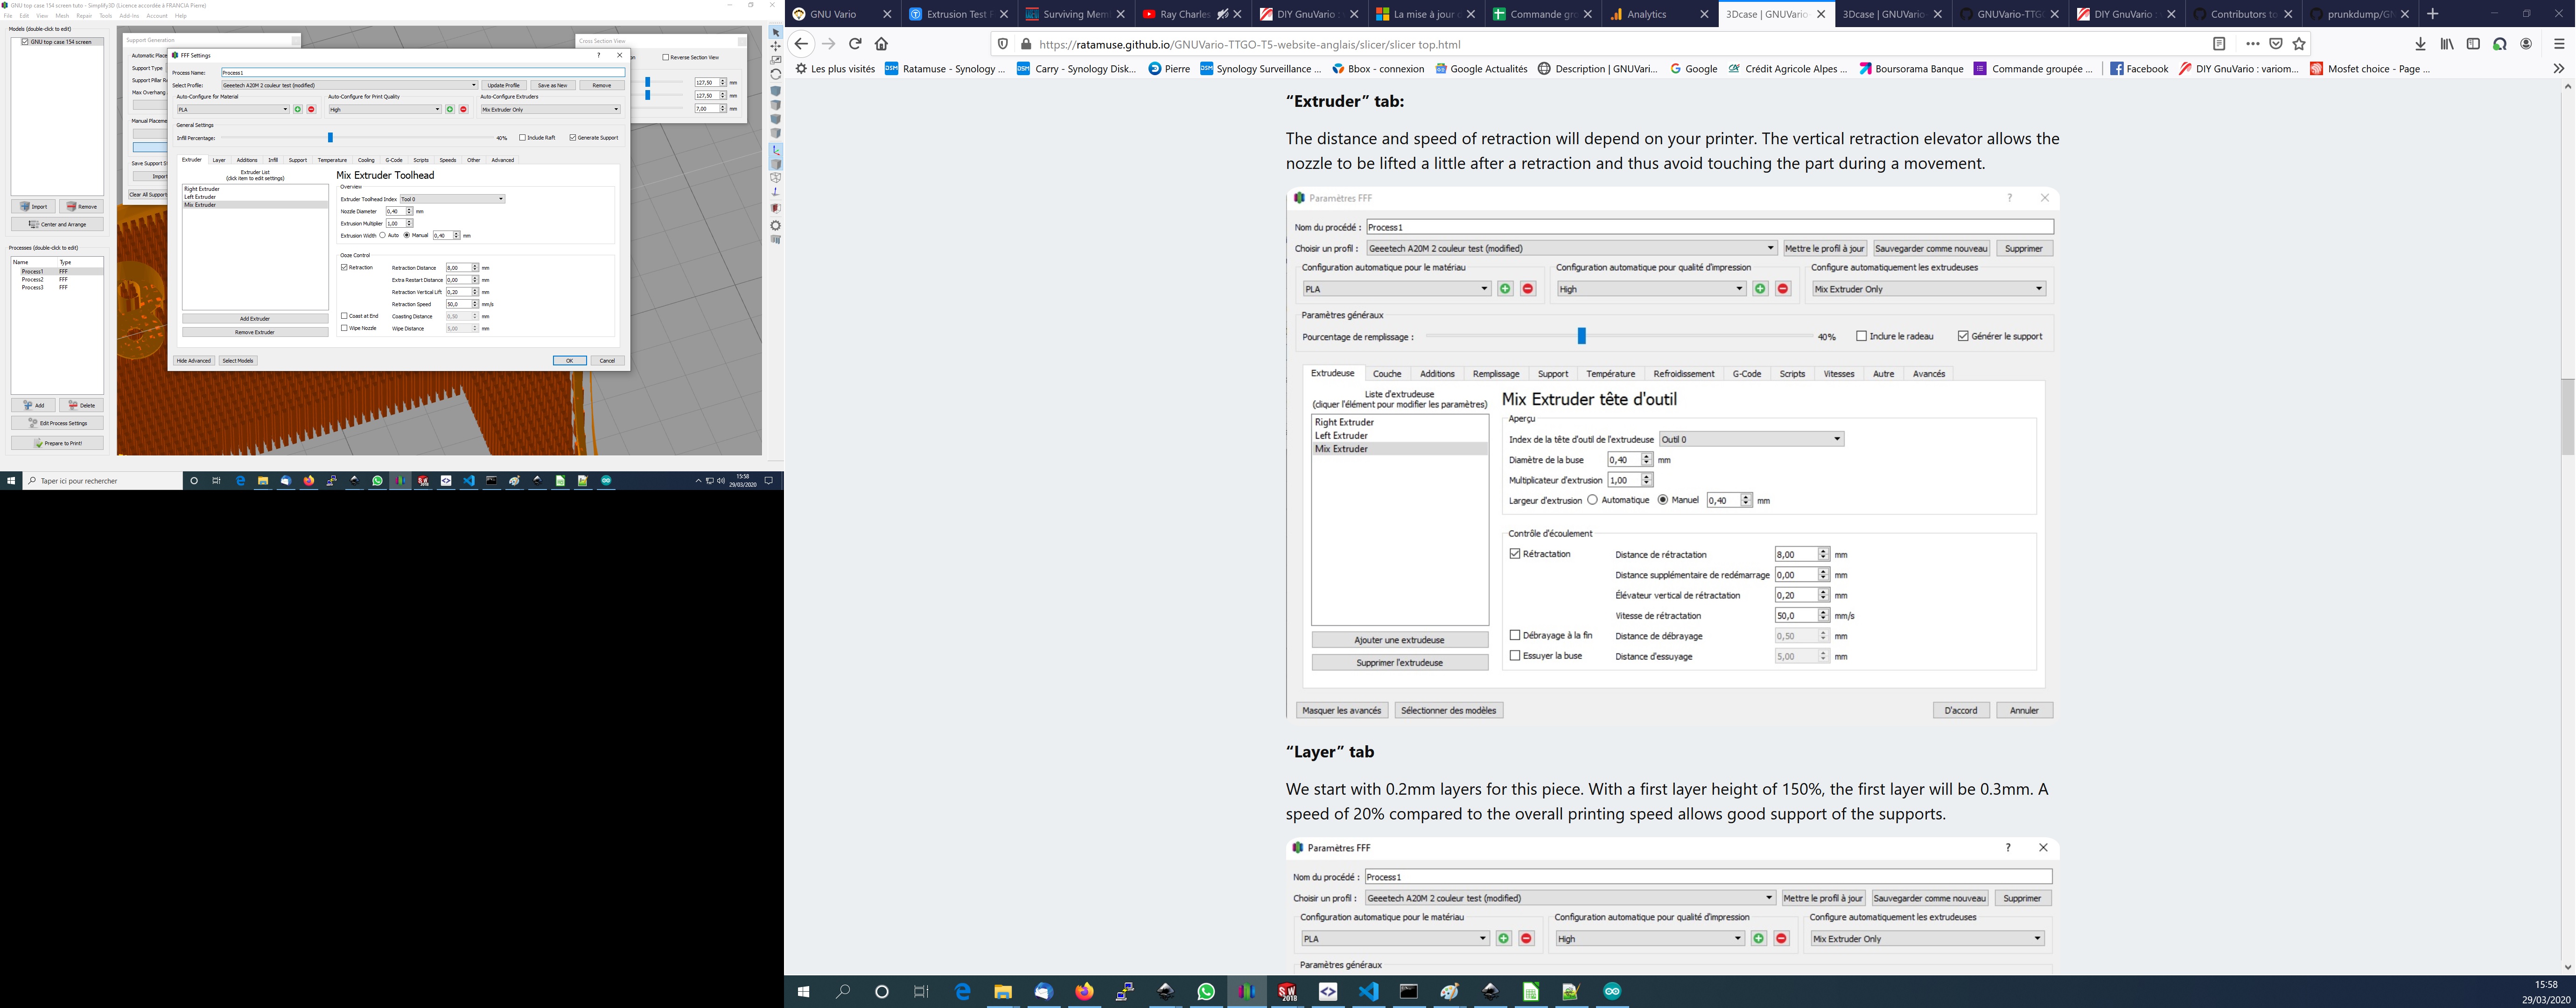 GNU top case 154 screen tuto - Simplify3D (Licence accordée à FRANCIA Pierre)
File Edit View Mesh Repair Tools Add-Ins Account Help
Models (double-click to edit)
GNU top case 154 screen
Import Remove
Center and Arrange
Processes (double-click to edit)
Name Type
Process1 FFF
Process2 FFF
Process3 FFF
Add Delete
Edit Process Settings
Prepare to Print!
Support Generation
Automatic Place
Support Type
Support Pillar Re
Max Overhang
Manual Placeme
Save Support S
Import
Clear All Support
Cross Section View
Reverse Section View
127,50 mm
127,50 mm
7,00 mm
FFF Settings ?
Process Name: Process1
Select Profile: Geeetech A20M 2 couleur test (modified) Update Profile Save as New Remove
Auto-Configure for Material Auto-Configure for Print Quality Auto-Configure Extruders
PLA High Mix Extruder Only
General Settings
Infill Percentage: 40% Include Raft Generate Support
Extruder Layer Additions Infill Support Temperature Cooling G-Code Scripts Speeds Other Advanced
Extruder List
(click item to edit settings)
Right Extruder
Left Extruder
Mix Extruder
Add Extruder
Remove Extruder
Mix Extruder Toolhead
Overview
Extruder Toolhead Index Tool 0
Nozzle Diameter 0,40 mm
Extrusion Multiplier 1,00
Extrusion Width Auto Manual 0,40 mm
Ooze Control
Retraction Retraction Distance 8,00 mm
Extra Restart Distance 0,00 mm
Retraction Vertical Lift 0,20 mm
Retraction Speed 50,0 mm/s
Coast at End Coasting Distance 0,50 mm
Wipe Nozzle Wipe Distance 5,00 mm
Hide Advanced Select Models OK Cancel
Taper ici pour rechercher
15:58
29/03/2020
GNU Vario Extrusion Test Surviving Mem Ray Charles DIY GnuVario : La mise à jour Commande gr Analytics 3Dcase | GNUVario 3Dcase | GNUVario GNUVario-TTG DIY GnuVario : Contributors to prunkdump/GN
https://ratamuse.github.io/GNUVario-TTGO-T5-website-anglais/slicer/slicer top.html
Les plus visités Ratamuse - Synology ... Carry - Synology Disk... Pierre Synology Surveillance ... Bbox - connexion Google Actualités Description | GNUVari... Google Crédit Agricole Alpes ... Boursorama Banque Commande groupée ... Facebook DIY GnuVario : variom... Mosfet choice - Page ...
“Extruder” tab:
The distance and speed of retraction will depend on your printer. The vertical retraction elevator allows the
nozzle to be lifted a little after a retraction and thus avoid touching the part during a movement.
Paramètres FFF ?
Nom du procédé : Process1
Choisir un profil : Geeetech A20M 2 couleur test (modified) Mettre le profil à jour Sauvegarder comme nouveau Supprimer
Configuration automatique pour le matériau Configuration automatique pour qualité d'impression Configure automatiquement les extrudeuses
PLA High Mix Extruder Only
Paramètres généraux
Pourcentage de remplissage : 40% Inclure le radeau Générer le support
Extrudeuse Couche Additions Remplissage Support Température Refroidissement G-Code Scripts Vitesses Autre Avancés
Liste d'extrudeuse
(cliquer l'élément pour modifier les paramètres)
Right Extruder
Left Extruder
Mix Extruder
Ajouter une extrudeuse
Supprimer l'extrudeuse
Mix Extruder tête d'outil
Aperçu
Index de la tête d'outil de l'extrudeuse Outil 0
Diamètre de la buse 0,40 mm
Multiplicateur d'extrusion 1,00
Largeur d'extrusion Automatique Manuel 0,40 mm
Contrôle d'écoulement
Rétractation Distance de rétractation 8,00 mm
Distance supplémentaire de redémarrage 0,00 mm
Élévateur vertical de rétractation 0,20 mm
Vitesse de rétractation 50,0 mm/s
Débrayage à la fin Distance de débrayage 0,50 mm
Essuyer la buse Distance d'essuyage 5,00 mm
Masquer les avancés Sélectionner des modèles D'accord Annuler
“Layer” tab
We start with 0.2mm layers for this piece. With a first layer height of 150%, the first layer will be 0.3mm. A
speed of 20% compared to the overall printing speed allows good support of the supports.
Paramètres FFF ?
Nom du procédé : Process1
Choisir un profil : Geeetech A20M 2 couleur test (modified) Mettre le profil à jour Sauvegarder comme nouveau Supprimer
Configuration automatique pour le matériau Configuration automatique pour qualité d'impression Configure automatiquement les extrudeuses
PLA High Mix Extruder Only
Paramètres généraux
15:58
29/03/2020